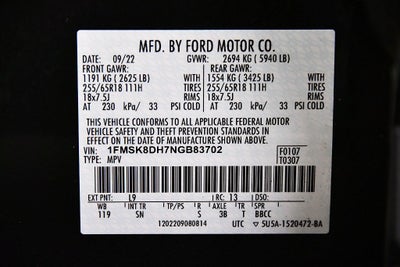 MFD. BY FORD MOTOR CO.
DATE: 09/22 GVWR: 2694 KG ( 5940 LB)
FRONT GAWR: REAR GAWR:
1191 KG ( 2625 LB) 1554 KG ( 3425 LB)
255/65R18 111H TIRES 255/65R18 111H TIRES
18x7.5J RIMS 18x7.5J RIMS
AT 230 kPa/ 33 PSI COLD AT 230 kPa/ 33 PSI COLD
THIS VEHICLE CONFORMS TO ALL APPLICABLE FEDERAL MOTOR
VEHICLE SAFETY AND THEFT PREVENTION STANDARDS IN
EFFECT ON THE DATE OF MANUFACTURE SHOWN ABOVE.
VIN: 1FMSK8DH7NGB83702 F0107
TYPE: MPV T0307
EXT PNT: L9 RC: 13 DSO:
WB INT TR TP/PS R AXLE TR SPR
119 SN S 3B T BBCC
1202209080814 UTC 5U5A-1520472-BA